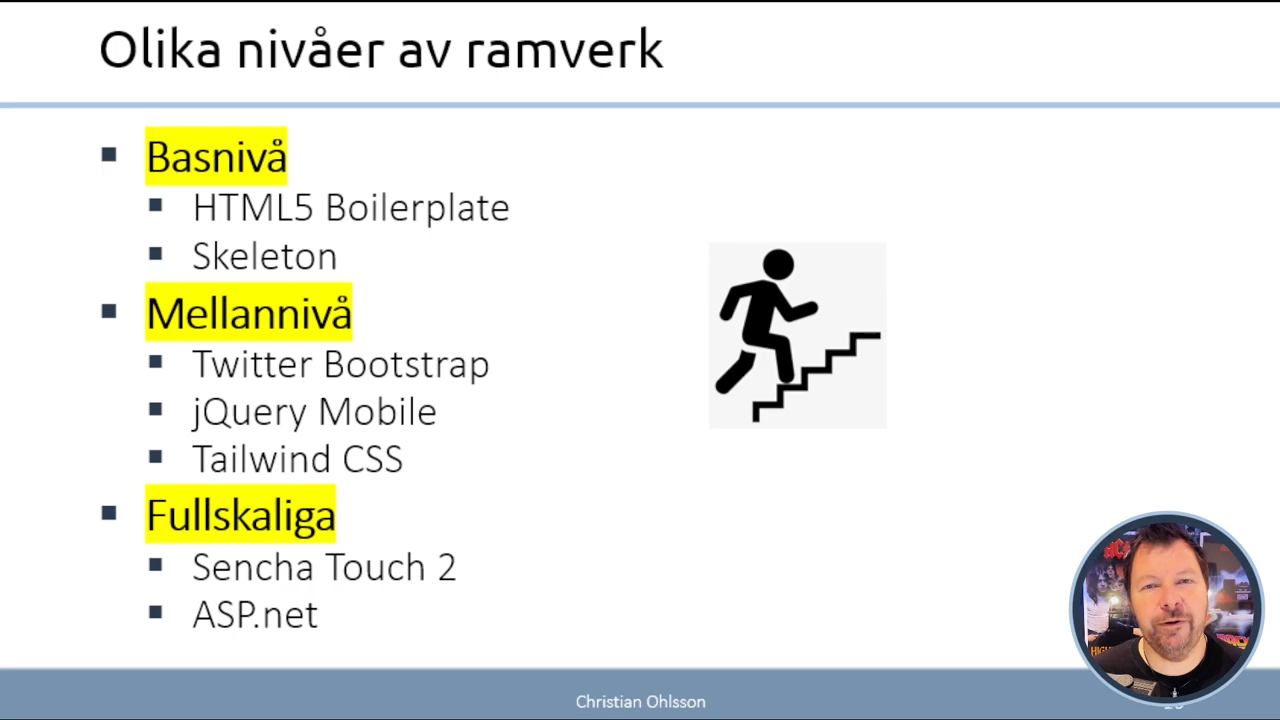 Olika nivåer av ramverk
Basnivå
HTML5 Boilerplate
Skeleton
Mellannivå
Twitter Bootstrap
jQuery Mobile
Tailwind CSS
Fullskaliga
Sencha Touch 2
ASP.net
Christian Ohlsson